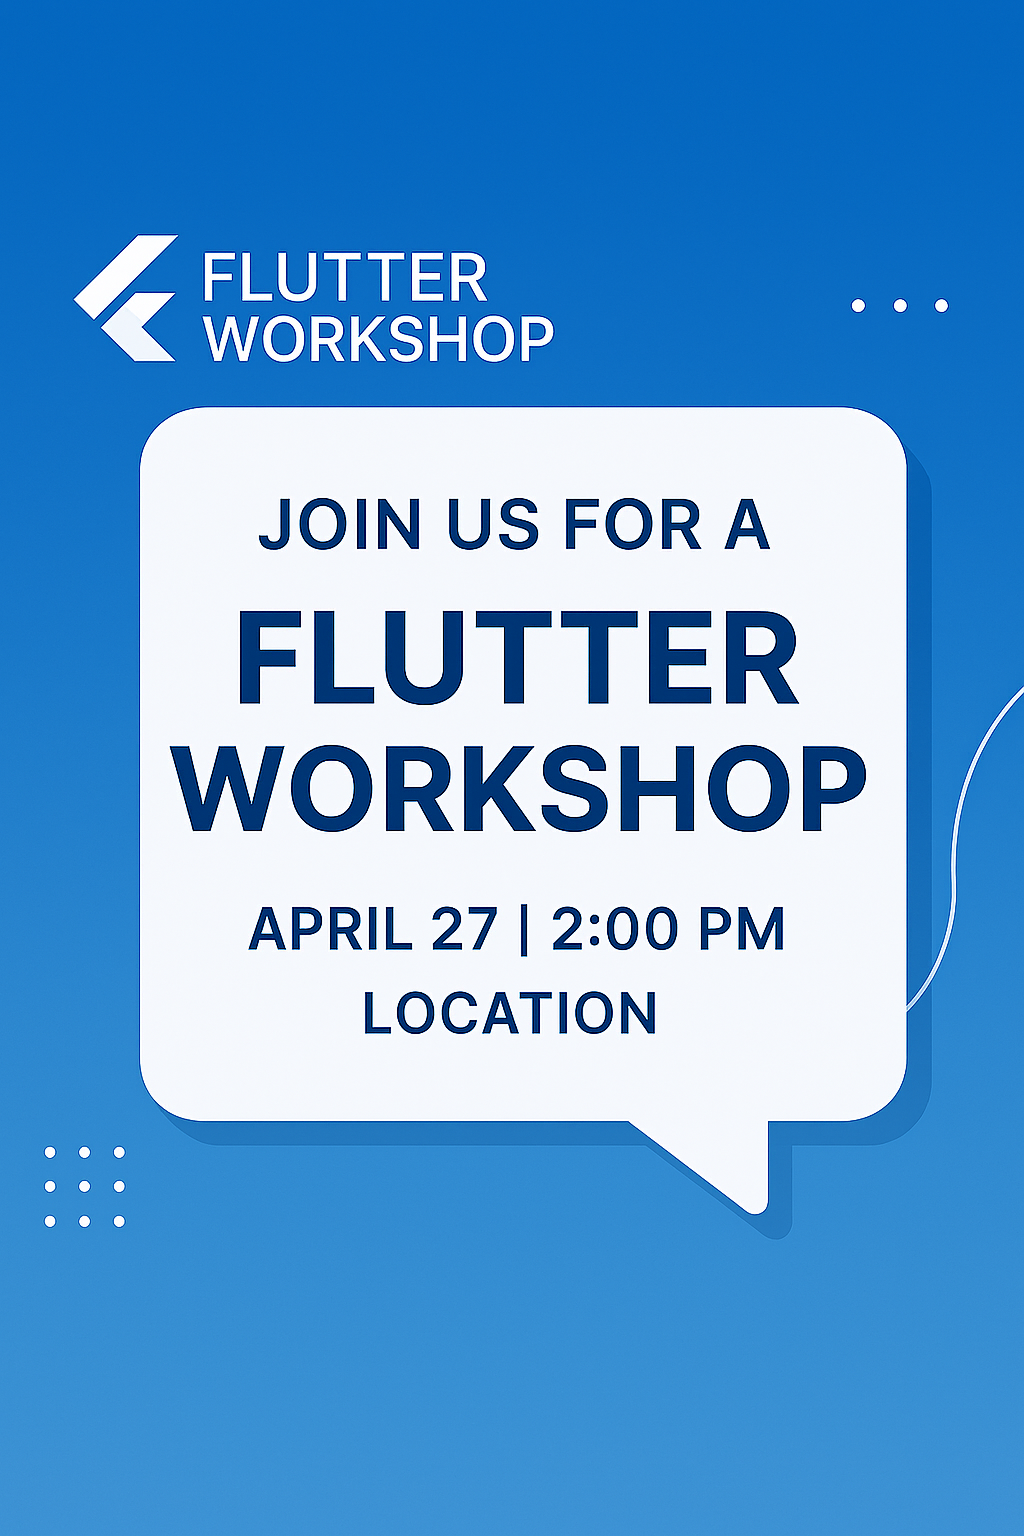 FLUTTER
WORKSHOP
JOIN US FOR A
FLUTTER
WORKSHOP
APRIL 27 | 2:00 PM
LOCATION